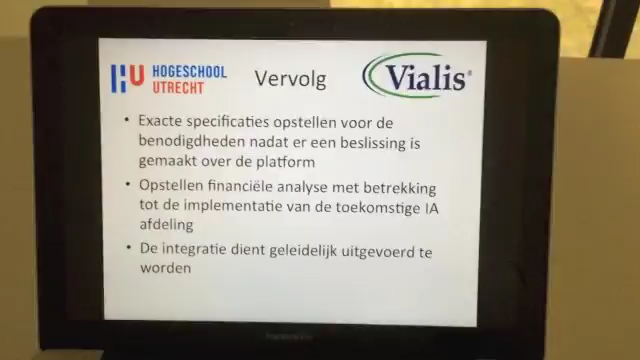 HOGESCHOOL
UTRECHT
Vervolg
Vialis
• Exacte specificaties opstellen voor de
benodigdheden nadat er een beslissing is
gemaakt over de platform
• Opstellen financiële analyse met betrekking
tot de implementatie van de toekomstige IA
afdeling
• De integratie dient geleidelijk uitgevoerd te
worden